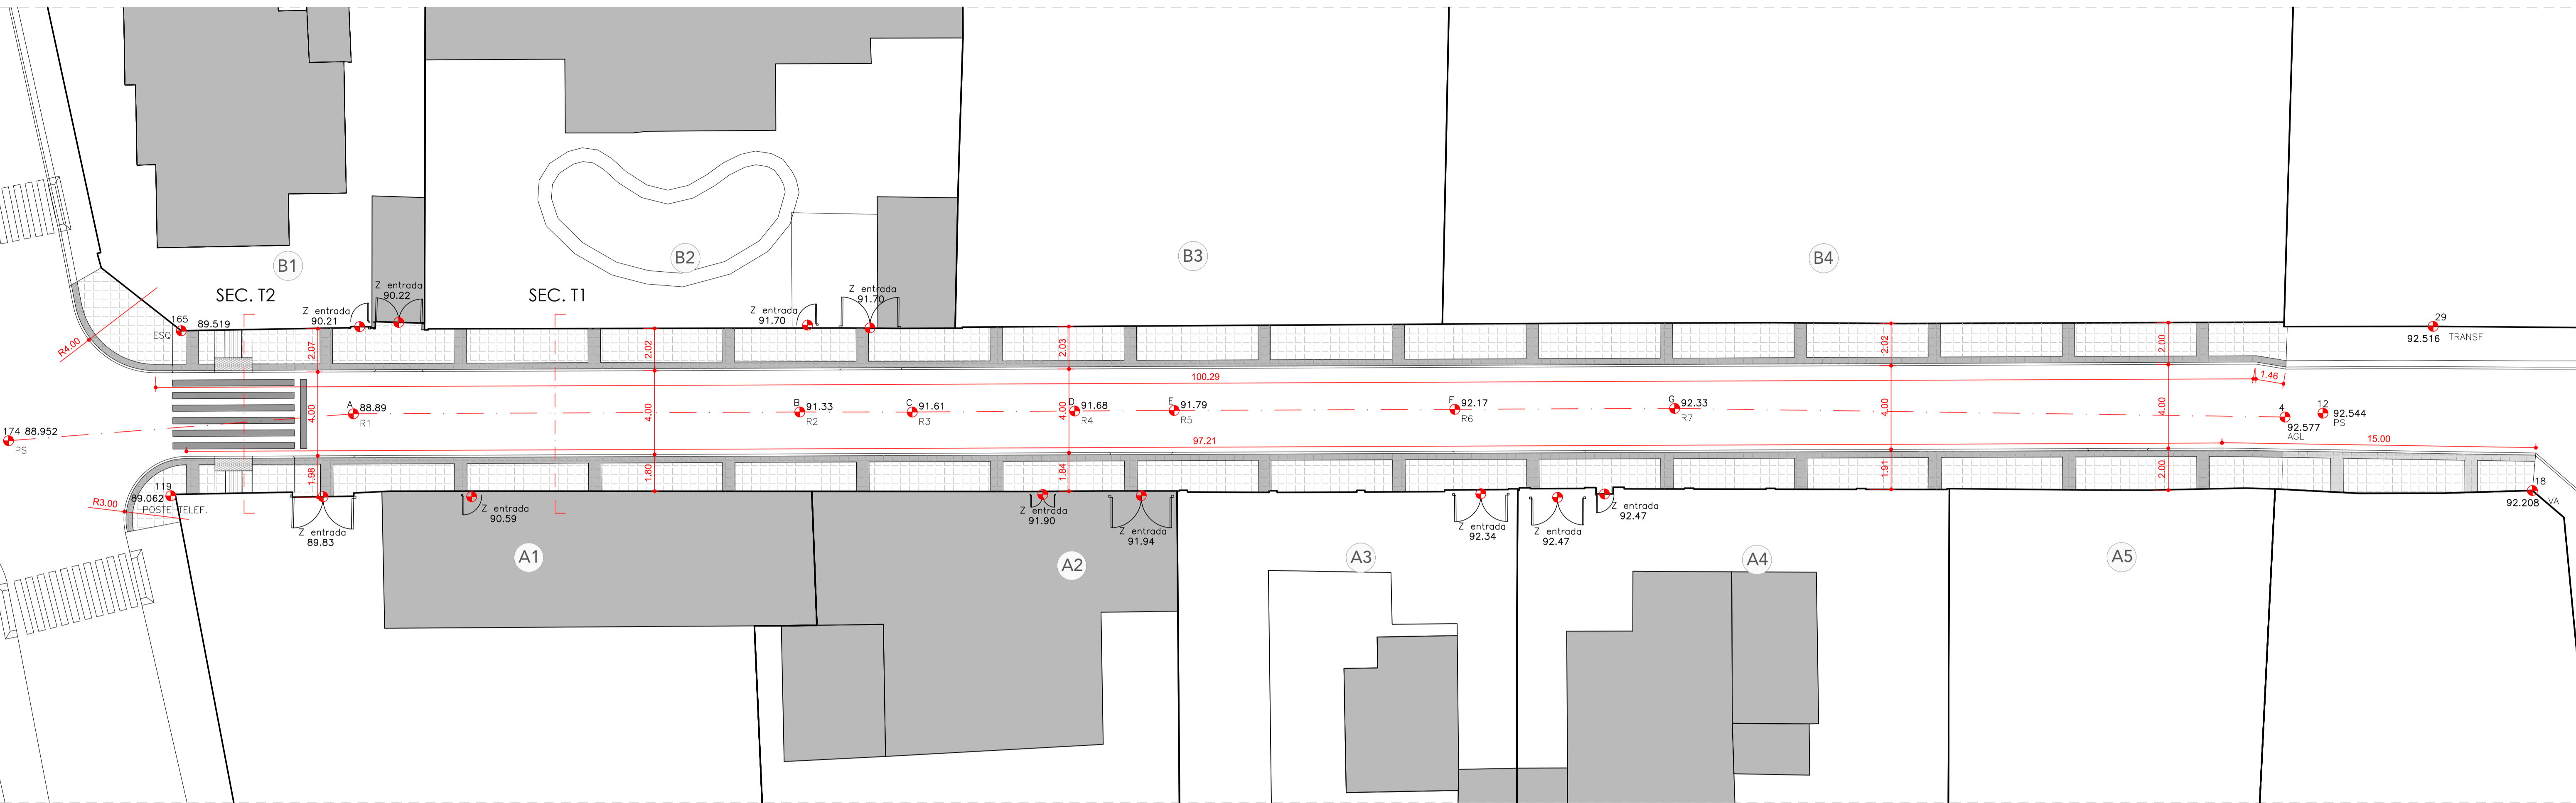 B1
B2
B3
B4
SEC. T2
SEC. T1
Z entrada
90.22
Z entrada
90.21
Z entrada
91.70
Z entrada
91.70
165
89.519
ESQ
R4.00
29
92.516
TRANSF
2.07
2.02
2.03
2.02
2.00
100.29
1.46
A
88.89
R1
B
91.33
R2
C
91.61
R3
D
91.68
R4
E
91.79
R5
F
92.17
R6
G
92.33
R7
4
92.577
AGL
12
92.544
PS
174 88.952
PS
4.00
4.00
4.00
4.00
4.00
97.21
15.00
1.98
1.80
1.84
1.91
2.00
119
89.062
POSTE TELEF.
R3.00
Z entrada
89.83
Z entrada
90.59
Z entrada
91.90
Z entrada
91.94
Z entrada
92.34
Z entrada
92.47
Z entrada
92.47
18
92.208
VA
A1
A2
A3
A4
A5